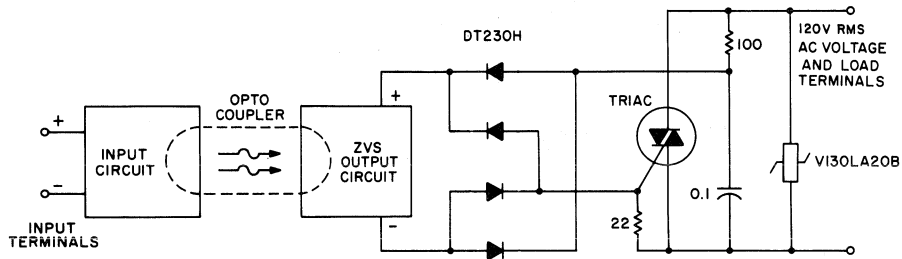 DT230H
120V RMS
AC VOLTAGE
AND LOAD
TERMINALS
100
OPTO
COUPLER
TRIAC
+
+
INPUT
CIRCUIT
ZVS
OUTPUT
CIRCUIT
V130LA20B
-
0.1
INPUT
TERMINALS
-
22